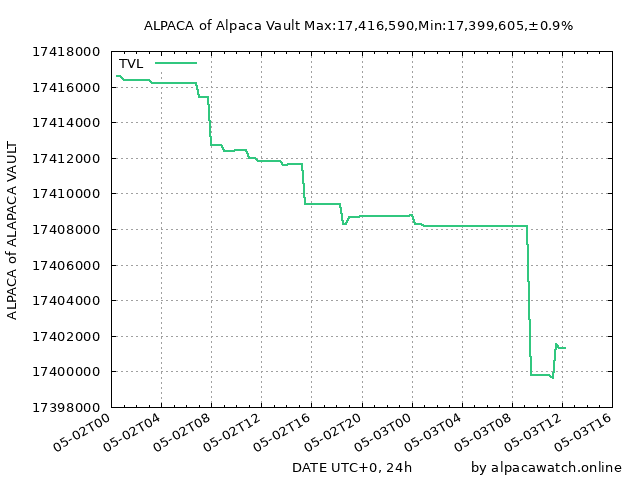 ALPACA of Alpaca Vault Max:17,416,590,Min:17,399,605,±0.9%
TVL
17418000
17416000
17414000
17412000
17410000
17408000
17406000
17404000
17402000
17400000
17398000
ALPACA of ALAPACA VAULT
05-02T00
05-02T04
05-02T08
05-02T12
05-02T16
05-02T20
05-03T00
05-03T04
05-03T08
05-03T12
05-03T16
DATE UTC+0, 24h
by alpacawatch.online